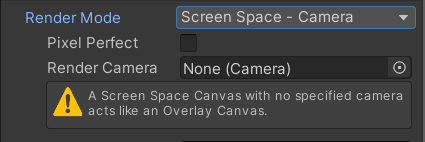 Render Mode Screen Space - Camera
Pixel Perfect
Render Camera None (Camera)
A Screen Space Canvas with no specified camera
acts like an Overlay Canvas.